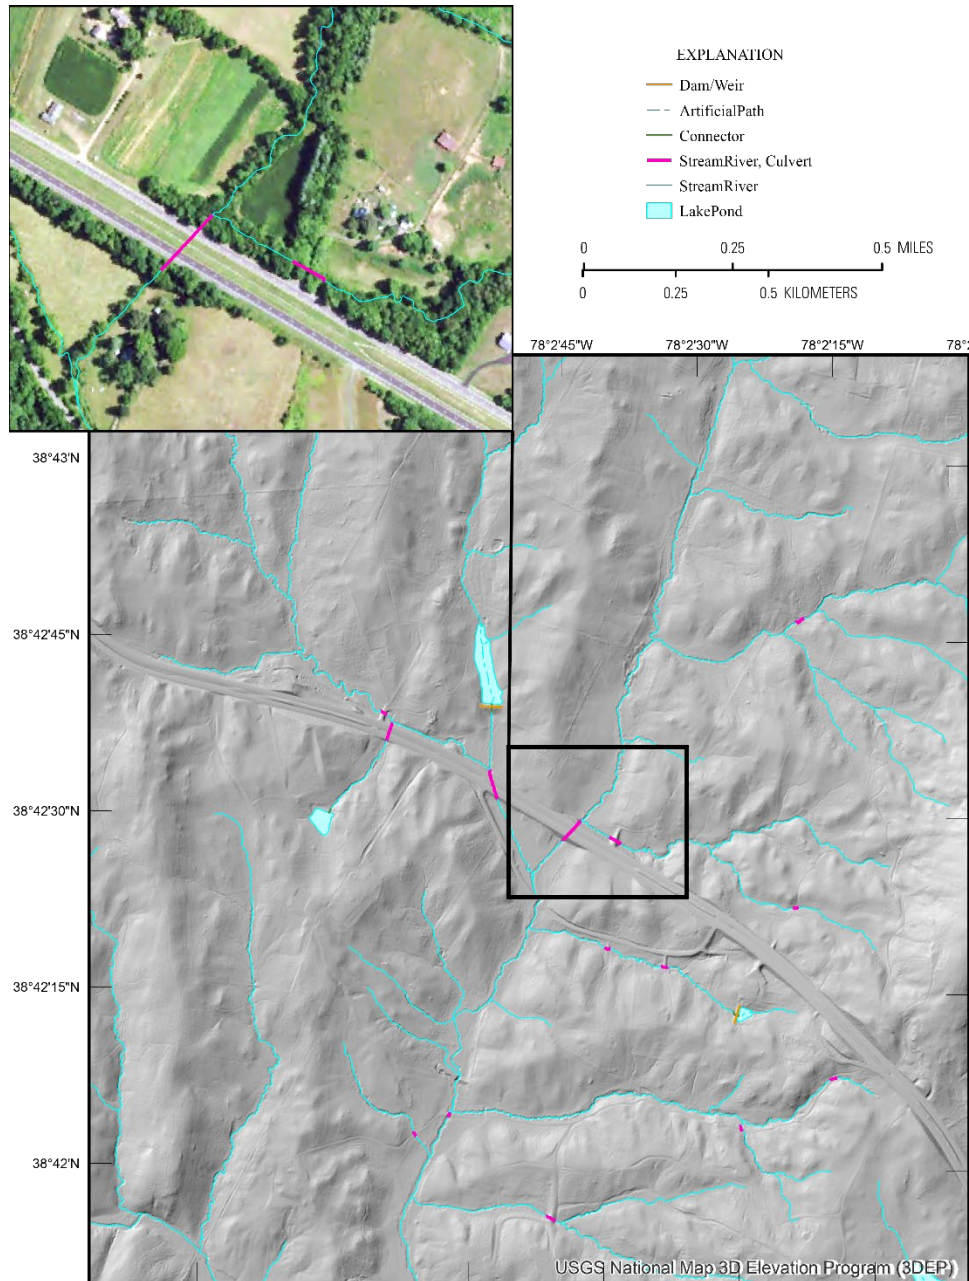 EXPLANATION
Dam/Weir
ArtificialPath
Connector
StreamRiver, Culvert
StreamRiver
LakePond
0 0.25 0.5 MILES
0 0.25 0.5 KILOMETERS
78°2'45"W 78°2'30"W 78°2'15"W 78°2
38°43'N
38°42'45"N
38°42'30"N
38°42'15"N
38°42'N
USGS National Map 3D Elevation Program (3DEP)